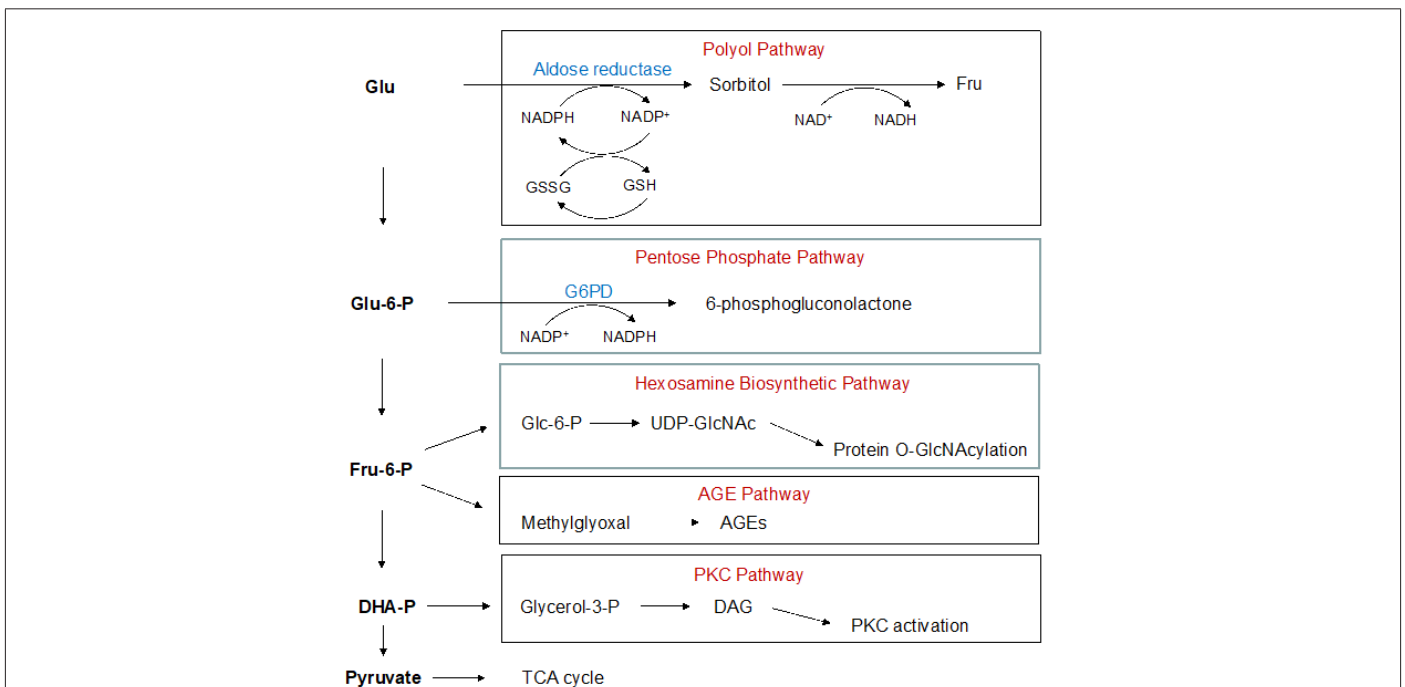 Polyol Pathway
Aldose reductase
Glu
Sorbitol
Fru
NADPH
NADP⁺
NAD⁺
NADH
GSSG
GSH
Pentose Phosphate Pathway
G6PD
Glu-6-P
6-phosphogluconolactone
NADP⁺
NADPH
Hexosamine Biosynthetic Pathway
Glc-6-P
UDP-GlcNAc
Protein O-GlcNAcylation
Fru-6-P
AGE Pathway
Methylglyoxal
AGEs
PKC Pathway
DHA-P
Glycerol-3-P
DAG
PKC activation
Pyruvate
TCA cycle